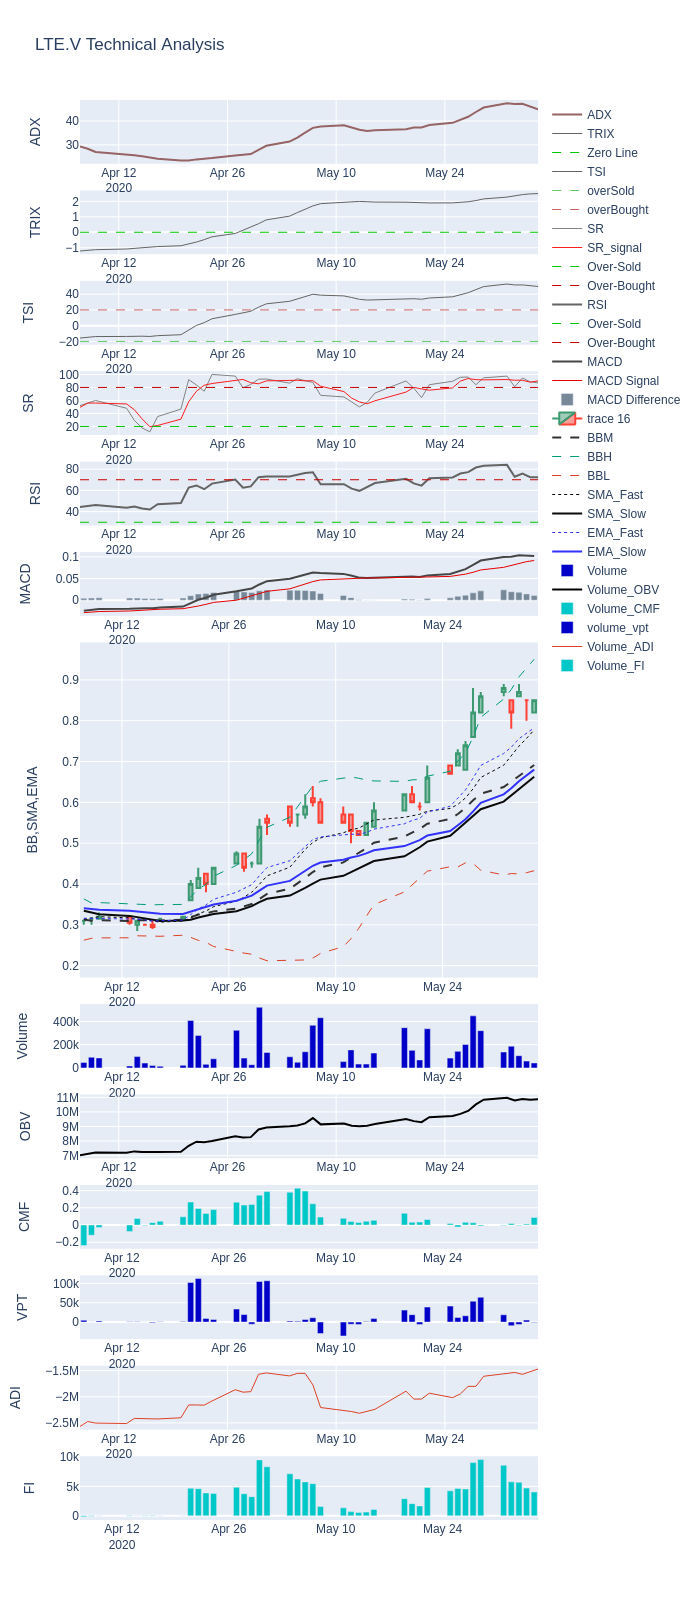 LTE.V Technical Analysis
ADX
40
30
Apr 12
2020
Apr 26
May 10
May 24
TRIX
2
1
0
−1
Apr 12
2020
Apr 26
May 10
May 24
TSI
40
20
0
−20
Apr 12
2020
Apr 26
May 10
May 24
SR
100
80
60
40
20
Apr 12
2020
Apr 26
May 10
May 24
RSI
80
60
40
Apr 12
2020
Apr 26
May 10
May 24
MACD
0.1
0.05
0
Apr 12
2020
Apr 26
May 10
May 24
BB,SMA,EMA
0.9
0.8
0.7
0.6
0.5
0.4
0.3
0.2
Apr 12
2020
Apr 26
May 10
May 24
Volume
400k
200k
0
Apr 12
2020
Apr 26
May 10
May 24
OBV
11M
10M
9M
8M
7M
Apr 12
2020
Apr 26
May 10
May 24
CMF
0.4
0.2
0
−0.2
Apr 12
2020
Apr 26
May 10
May 24
VPT
100k
50k
0
Apr 12
2020
Apr 26
May 10
May 24
ADI
−1.5M
−2M
−2.5M
Apr 12
2020
Apr 26
May 10
May 24
FI
10k
5k
0
Apr 12
2020
Apr 26
May 10
May 24
ADX
TRIX
Zero Line
TSI
overSold
overBought
SR
SR_signal
Over-Sold
Over-Bought
RSI
Over-Sold
Over-Bought
MACD
MACD Signal
MACD Difference
trace 16
BBM
BBH
BBL
SMA_Fast
SMA_Slow
EMA_Fast
EMA_Slow
Volume
Volume_OBV
Volume_CMF
volume_vpt
Volume_ADI
Volume_FI